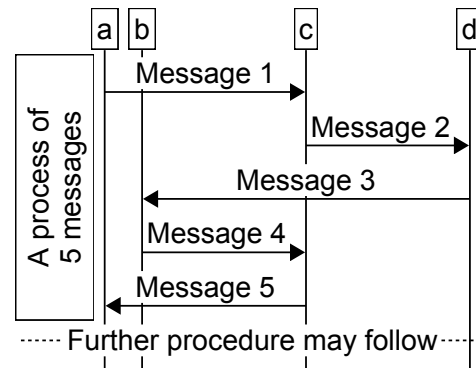 a
b
c
d
Message 1
Message 2
Message 3
Message 4
Message 5
A process of
5 messages
Further procedure may follow